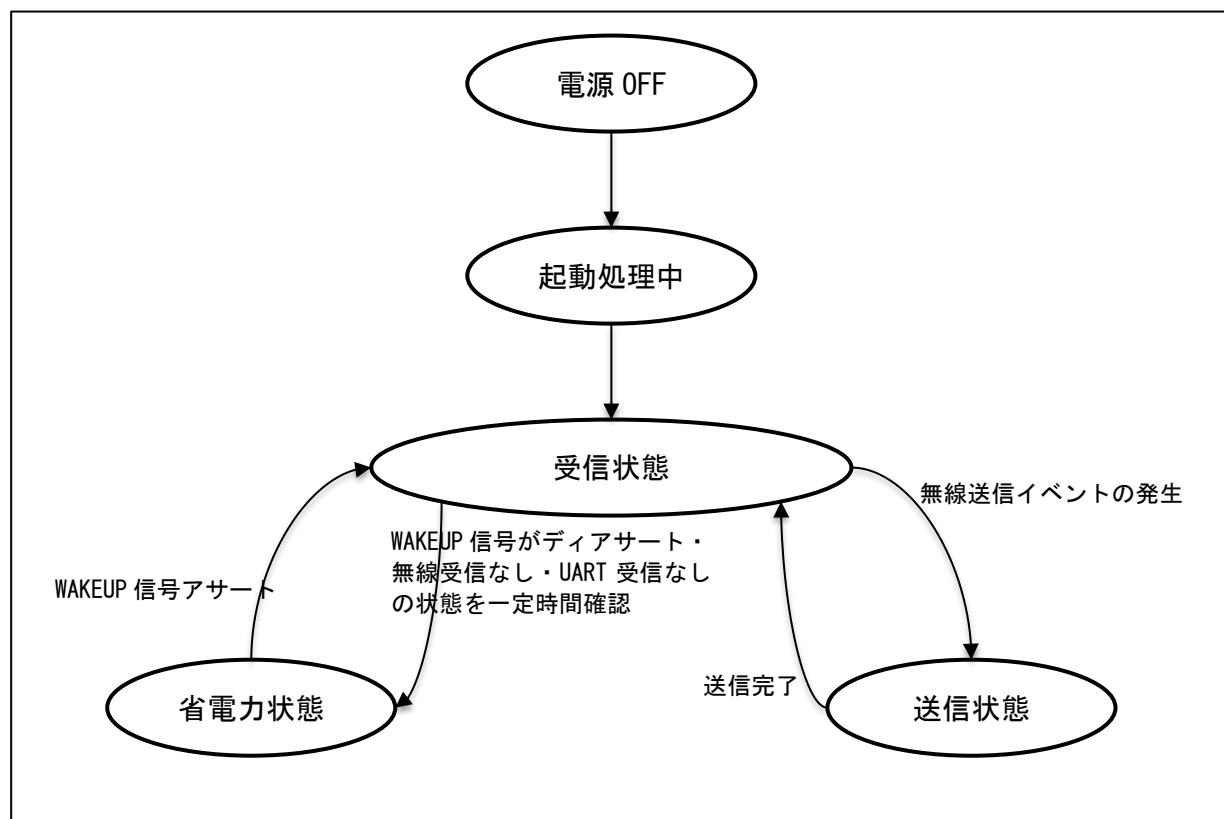 電源 OFF
起動処理中
受信状態
無線送信イベントの発生
WAKEUP 信号がディアサート・
無線受信なし・UART 受信なし
の状態を一定時間確認
WAKEUP 信号アサート
送信完了
省電力状態
送信状態